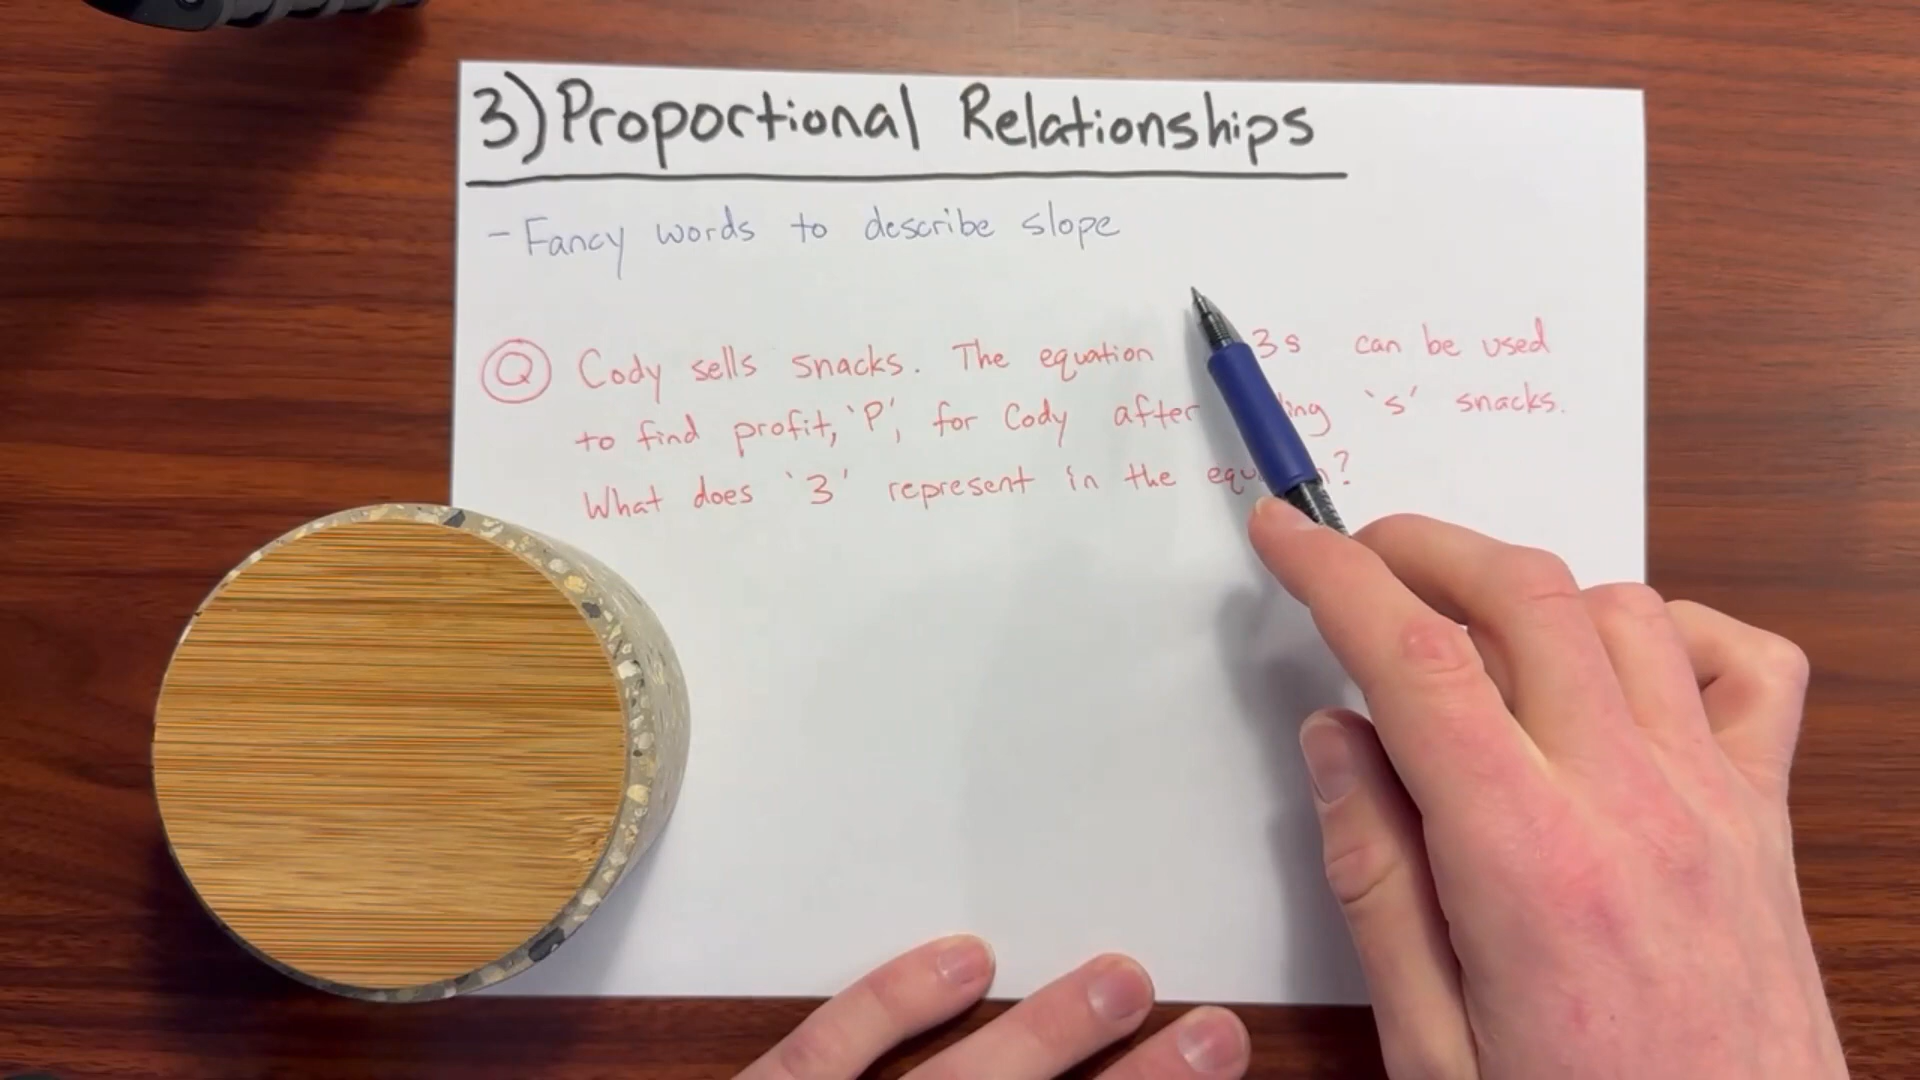 3) Proportional Relationships
- Fancy words to describe slope
Q Cody sells snacks. The equation 3s can be used
to find profit, 'P', for Cody after 's' snacks.
What does '3' represent in the